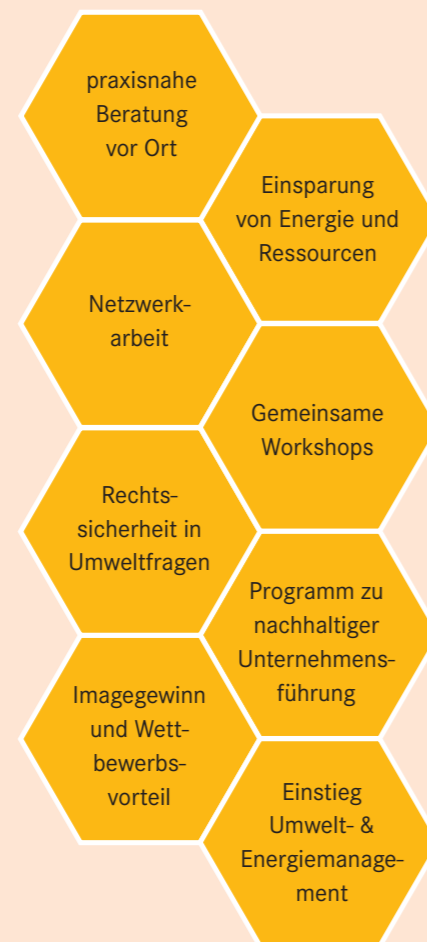 praxisnahe
Beratung
vor Ort
Einsparung
von Energie und
Ressourcen
Netzwerk-
arbeit
Gemeinsame
Workshops
Rechts-
sicherheit in
Umweltfragen
Programm zu
nachhaltiger
Unternehmens-
führung
Imagegewinn
und Wett-
bewerbs-
vorteil
Einstieg
Umwelt- &
Energiemanage-
ment